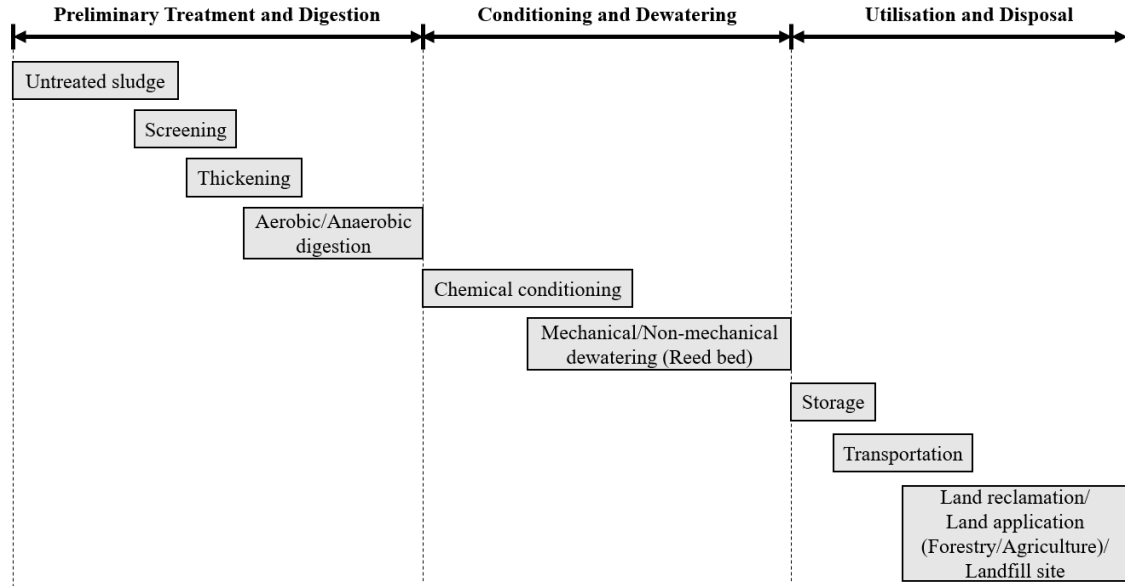 Preliminary Treatment and Digestion
Conditioning and Dewatering
Utilisation and Disposal
Untreated sludge
Screening
Thickening
Aerobic/Anaerobic
digestion
Chemical conditioning
Mechanical/Non-mechanical
dewatering (Reed bed)
Storage
Transportation
Land reclamation/
Land application
(Forestry/Agriculture)/
Landfill site